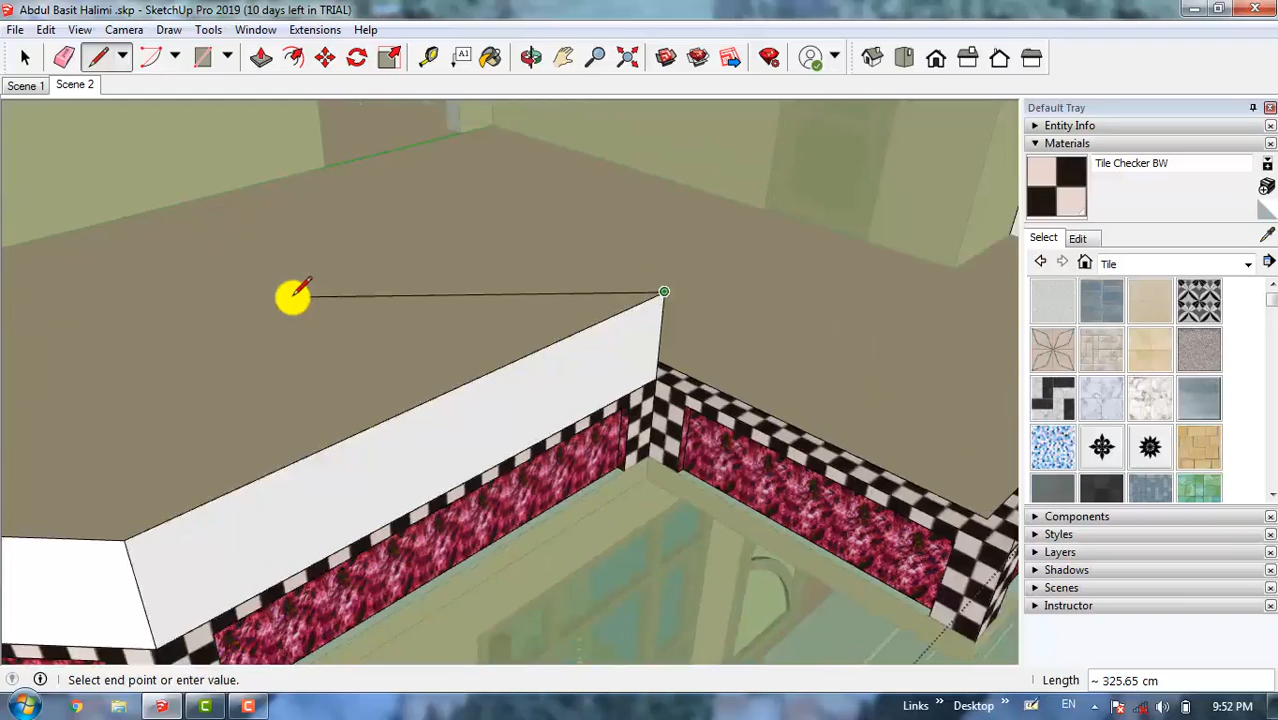 Abdul Basit Halimi .skp - SketchUp Pro 2019 (10 days left in TRIAL)
File Edit View Camera Draw Tools Window Extensions Help
A1
Scene 1 Scene 2
Default Tray
Entity Info
Materials
Tile Checker BW
Select Edit
Tile
Components
Styles
Layers
Shadows
Scenes
Instructor
Select end point or enter value.
Length ~ 325.65 cm
Links » Desktop » EN 9:52 PM